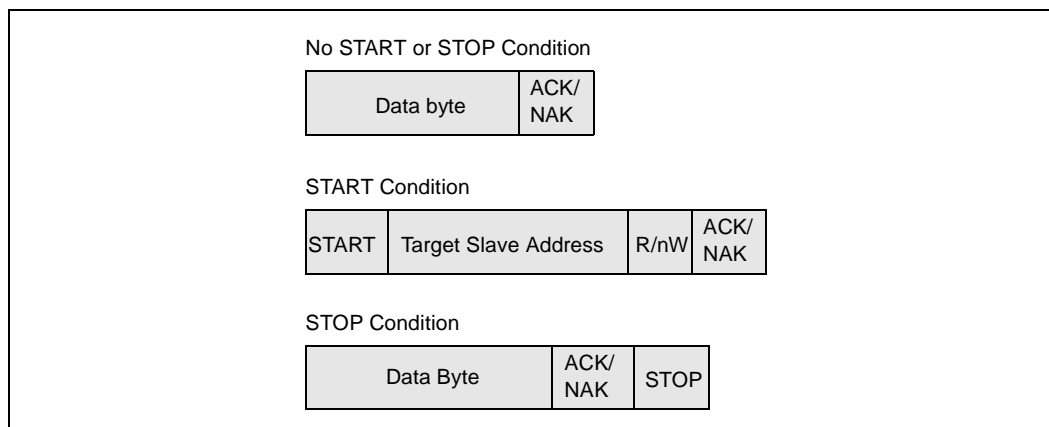 No START or STOP Condition
Data byte
ACK/
NAK
START Condition
START
Target Slave Address
R/nW
ACK/
NAK
STOP Condition
Data Byte
ACK/
NAK
STOP